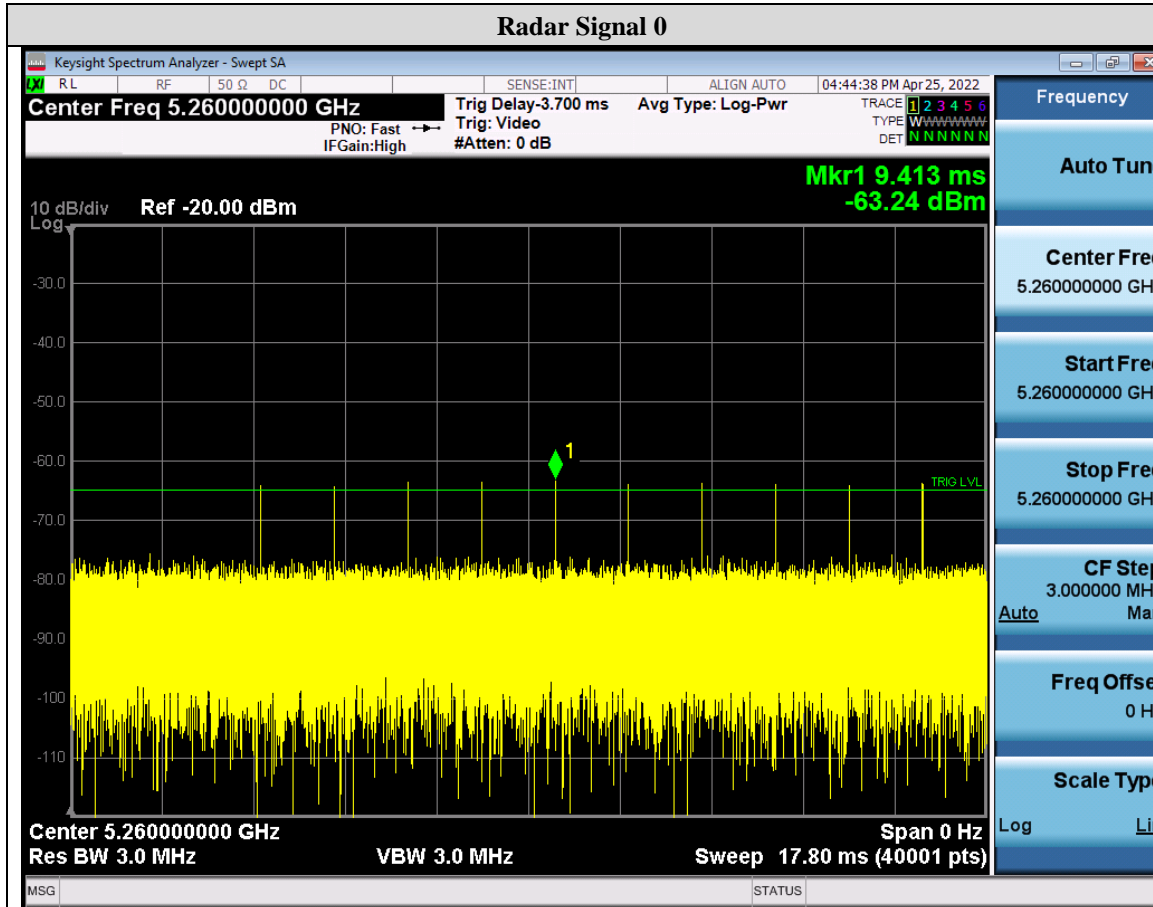 Radar Signal 0
Keysight Spectrum Analyzer - Swept SA
LXI RL RF 50 Ω DC SENSE:INT ALIGN AUTO 04:44:38 PM Apr 25, 2022
Center Freq 5.260000000 GHz
PNO: Fast
IFGain:High
Trig Delay-3.700 ms
Trig: Video
#Atten: 0 dB
Avg Type: Log-Pwr
TRACE 1 2 3 4 5 6
TYPE WWWWWWW
DET N N N N N N
Mkr1 9.413 ms
-63.24 dBm
10 dB/div Ref -20.00 dBm
Log
-30.0
-40.0
-50.0
-60.0
1
TRIG LVL
-70.0
-80.0
-90.0
-100
-110
Center 5.260000000 GHz Span 0 Hz
Res BW 3.0 MHz VBW 3.0 MHz Sweep 17.80 ms (40001 pts)
MSG STATUS
Frequency
Auto Tun
Center Fre
5.260000000 GH
Start Fre
5.260000000 GH
Stop Fre
5.260000000 GH
CF Step
3.000000 MH
Auto Ma
Freq Offse
0 H
Scale Type
Log Li